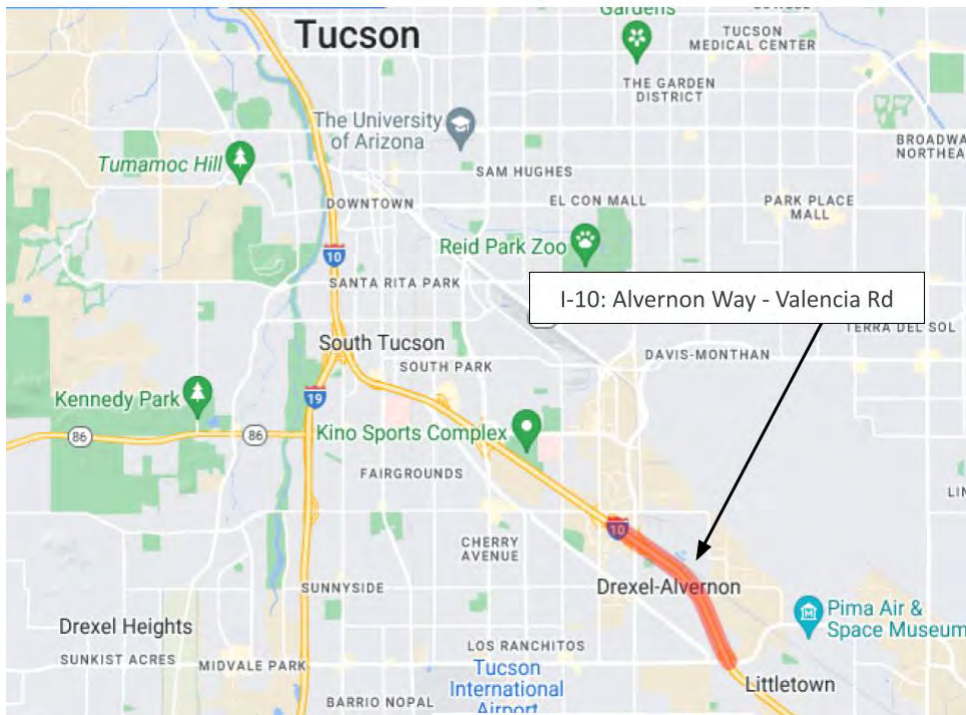 Gardens
Tucson
TUCSON
MEDICAL CENTER
THE GARDEN
DISTRICT
The University
of Arizona
BROADWA
NORTHEA
Tumamoc Hill
SAM HUGHES
DOWNTOWN
EL CON MALL
PARK PLACE
MALL
Reid Park Zoo
10
SANTA RITA PARK
I-10: Alvernon Way - Valencia Rd
TERRA DEL SOL
South Tucson
DAVIS-MONTHAN
SOUTH PARK
19
Kennedy Park
86
86
Kino Sports Complex
FAIRGROUNDS
LIN
10
CHERRY
AVENUE
SUNNYSIDE
Drexel-Alvernon
Pima Air &
Space Museum
Drexel Heights
LOS RANCHITOS
SUNKIST ACRES
MIDVALE PARK
Tucson
International
Airport
Littletown
BARRIO NOPAL